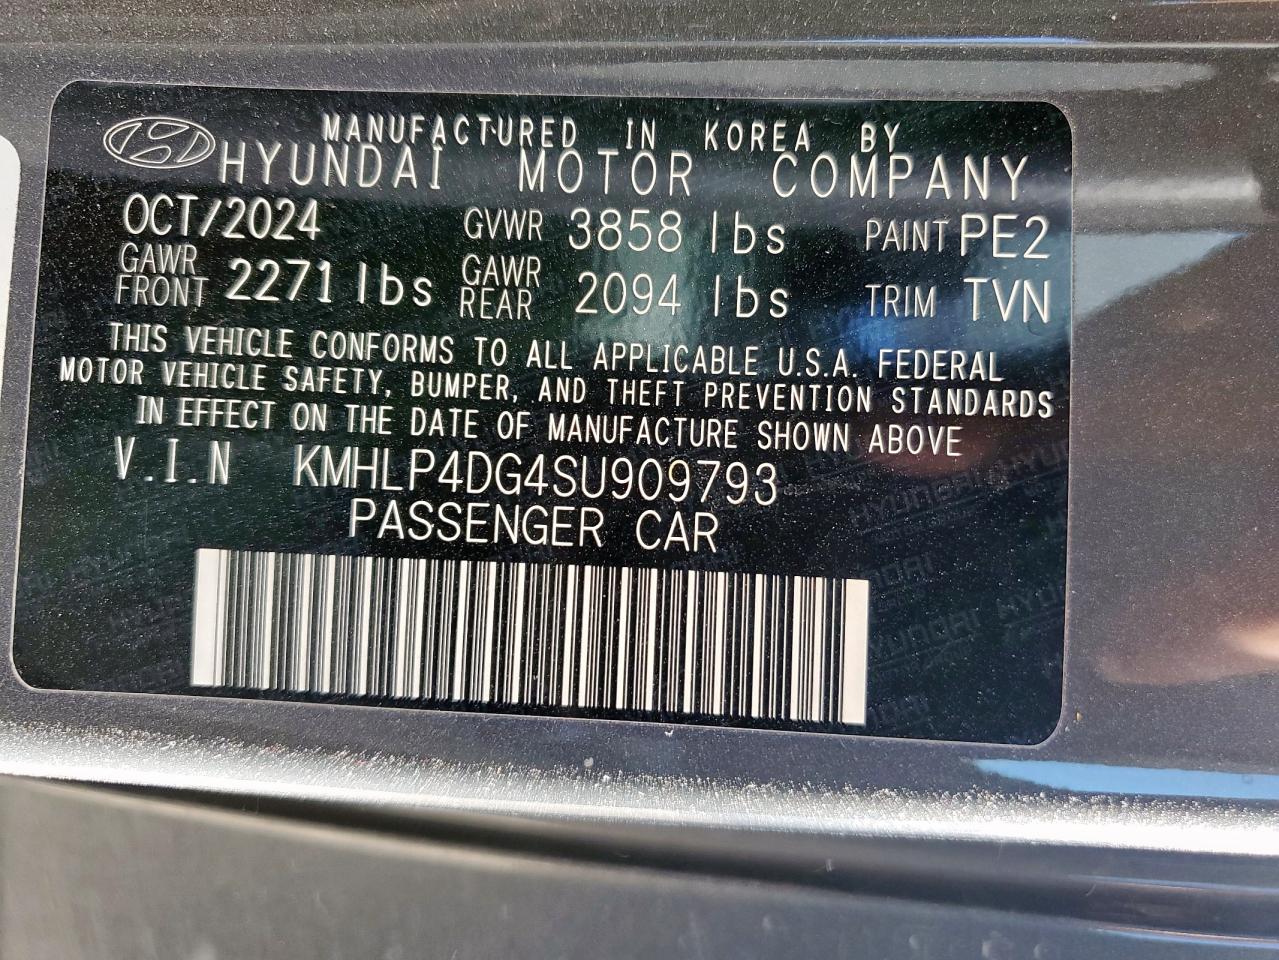 MANUFACTURED IN KOREA BY
HYUNDAI MOTOR COMPANY
OCT/2024 GVWR 3858 lbs PAINT PE2
GAWR FRONT 2271 lbs GAWR REAR 2094 lbs TRIM TVN
THIS VEHICLE CONFORMS TO ALL APPLICABLE U.S.A. FEDERAL
MOTOR VEHICLE SAFETY, BUMPER, AND THEFT PREVENTION STANDARDS
IN EFFECT ON THE DATE OF MANUFACTURE SHOWN ABOVE
V.I.N KMHLP4DG4SU909793
PASSENGER CAR